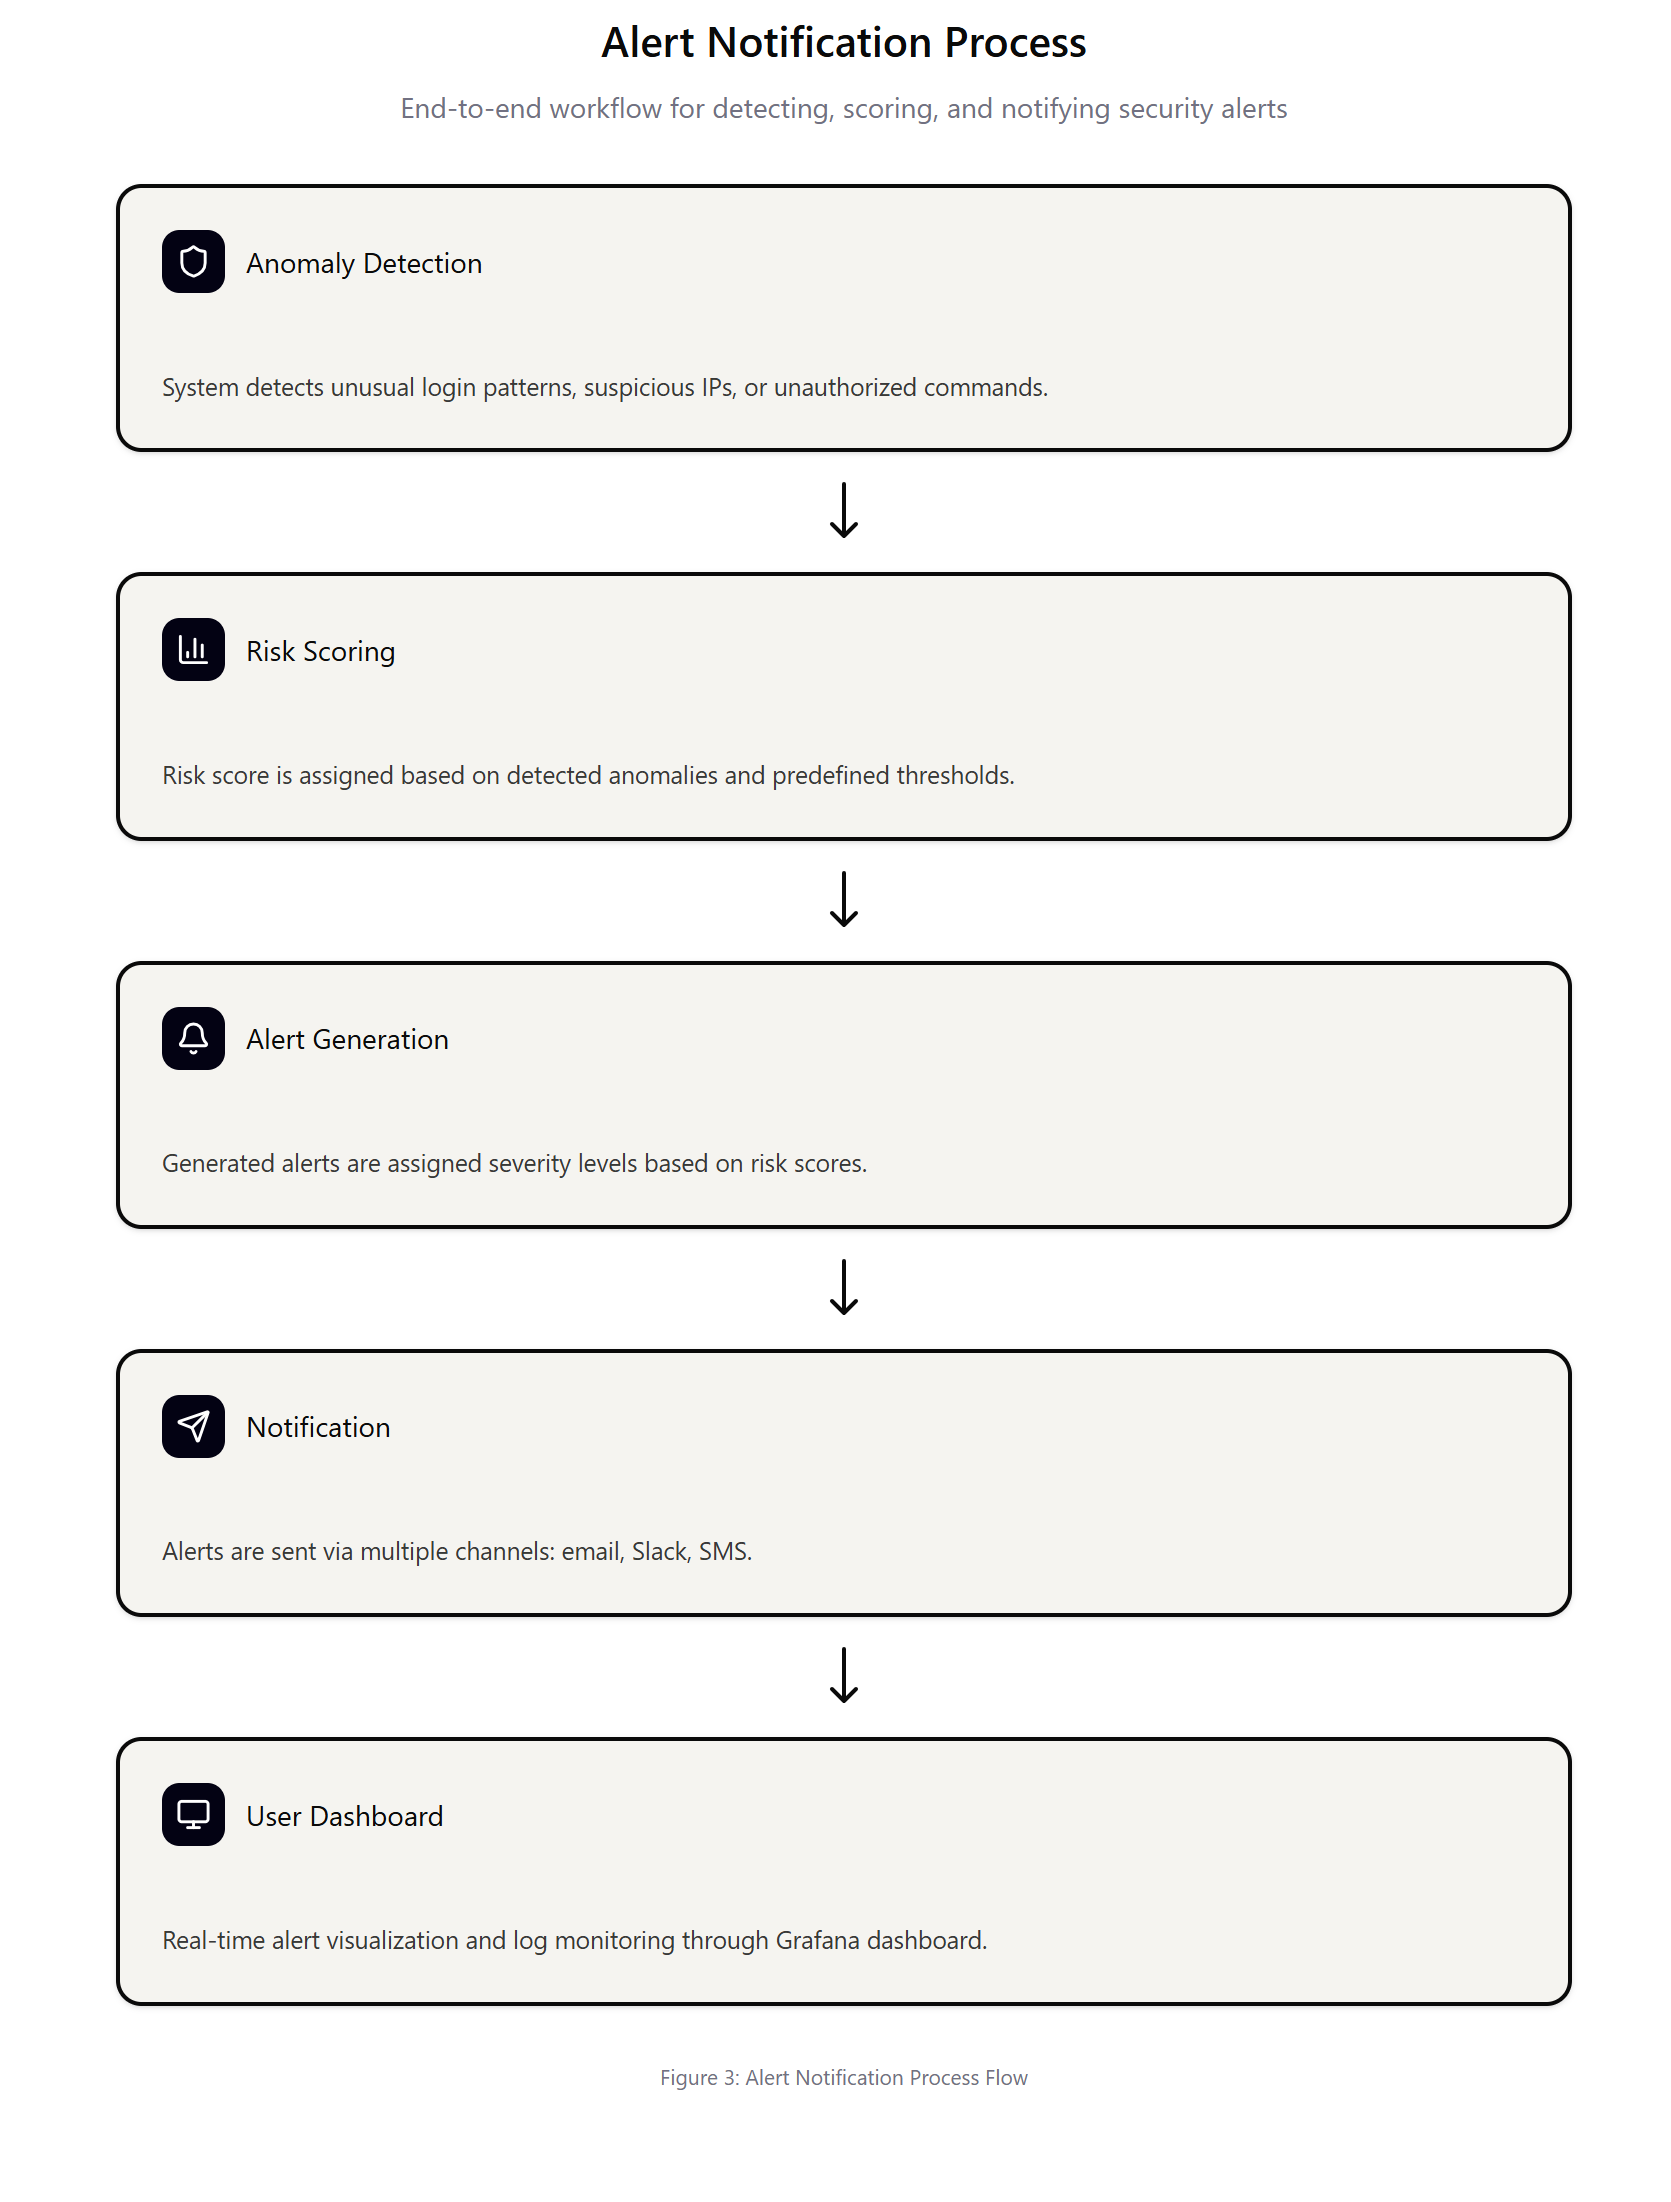 Alert Notification Process
End-to-end workflow for detecting, scoring, and notifying security alerts
Anomaly Detection
System detects unusual login patterns, suspicious IPs, or unauthorized commands.
Risk Scoring
Risk score is assigned based on detected anomalies and predefined thresholds.
Alert Generation
Generated alerts are assigned severity levels based on risk scores.
Notification
Alerts are sent via multiple channels: email, Slack, SMS.
User Dashboard
Real-time alert visualization and log monitoring through Grafana dashboard.
Figure 3: Alert Notification Process Flow